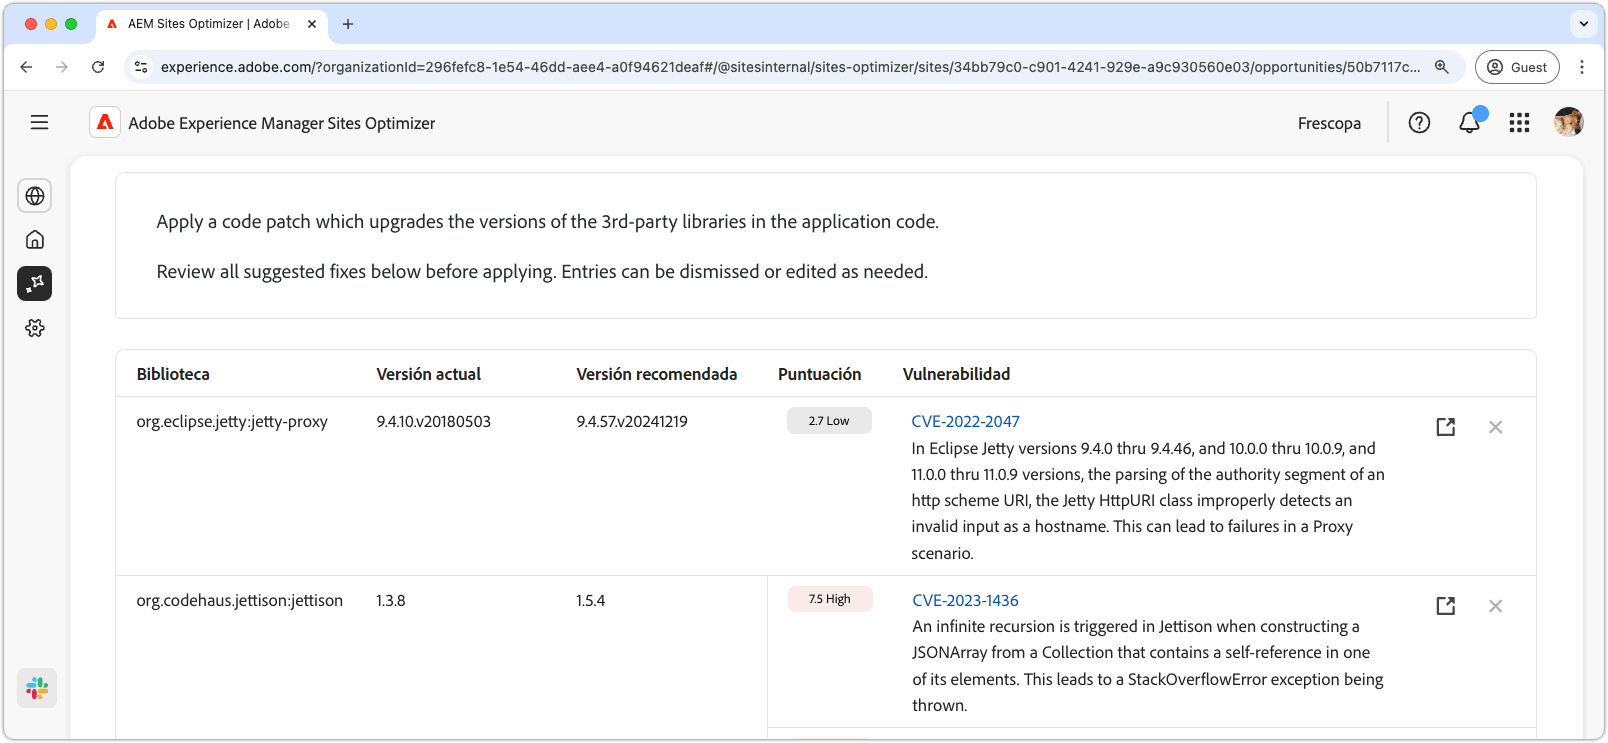 AEM Sites Optimizer | Adobe
experience.adobe.com/?organizationId=296fefc8-1e54-46dd-aee4-a0f94621deaf#/@sitesinternal/sites-optimizer/sites/34bb79c0-c901-4241-929e-a9c930560e03/opportunities/50b7117c...
Guest
Adobe Experience Manager Sites Optimizer
Frescopa
Apply a code patch which upgrades the versions of the 3rd-party libraries in the application code.
Review all suggested fixes below before applying. Entries can be dismissed or edited as needed.
Biblioteca Versión actual Versión recomendada Puntuación Vulnerabilidad
org.eclipse.jetty:jetty-proxy 9.4.10.v20180503 9.4.57.v20241219 2.7 Low CVE-2022-2047
In Eclipse Jetty versions 9.4.0 thru 9.4.46, and 10.0.0 thru 10.0.9, and
11.0.0 thru 11.0.9 versions, the parsing of the authority segment of an
http scheme URI, the Jetty HttpURI class improperly detects an
invalid input as a hostname. This can lead to failures in a Proxy
scenario.
org.codehaus.jettison:jettison 1.3.8 1.5.4 7.5 High CVE-2023-1436
An infinite recursion is triggered in Jettison when constructing a
JSONArray from a Collection that contains a self-reference in one
of its elements. This leads to a StackOverflowError exception being
thrown.